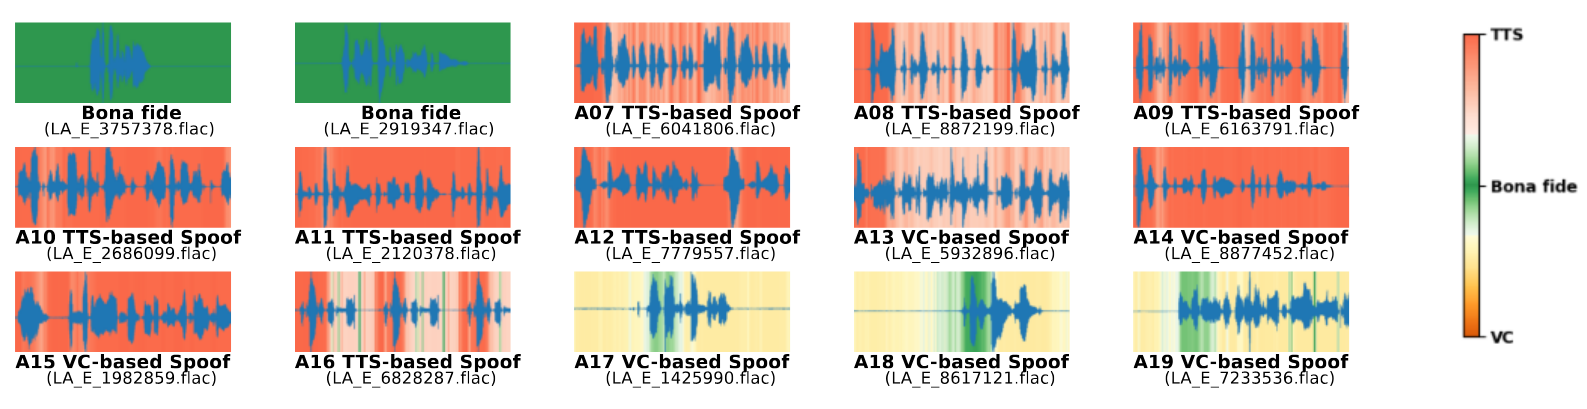 TTS
Bona fide
(LA_E_3757378.flac)
Bona fide
(LA_E_2919347.flac)
A07 TTS-based Spoof
(LA_E_6041806.flac)
A08 TTS-based Spoof
(LA_E_8872199.flac)
A09 TTS-based Spoof
(LA_E_6163791.flac)
Bona fide
A10 TTS-based Spoof
(LA_E_2686099.flac)
A11 TTS-based Spoof
(LA_E_2120378.flac)
A12 TTS-based Spoof
(LA_E_7779557.flac)
A13 VC-based Spoof
(LA_E_5932896.flac)
A14 VC-based Spoof
(LA_E_8877452.flac)
VC
A15 VC-based Spoof
(LA_E_1982859.flac)
A16 TTS-based Spoof
(LA_E_6828287.flac)
A17 VC-based Spoof
(LA_E_1425990.flac)
A18 VC-based Spoof
(LA_E_8617121.flac)
A19 VC-based Spoof
(LA_E_7233536.flac)